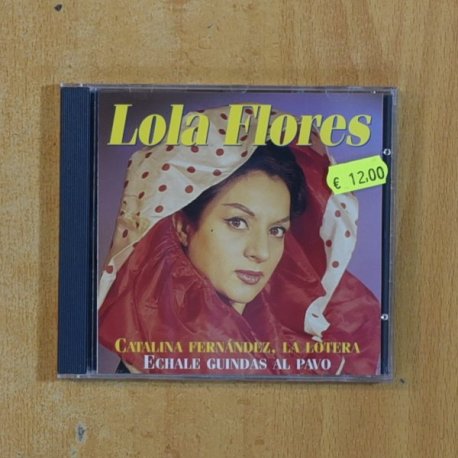 Lola Flores
€ 12.00
CATALINA FERNÁNDEZ, LA LOTERA
ECHALE GUINDAS AL PAVO